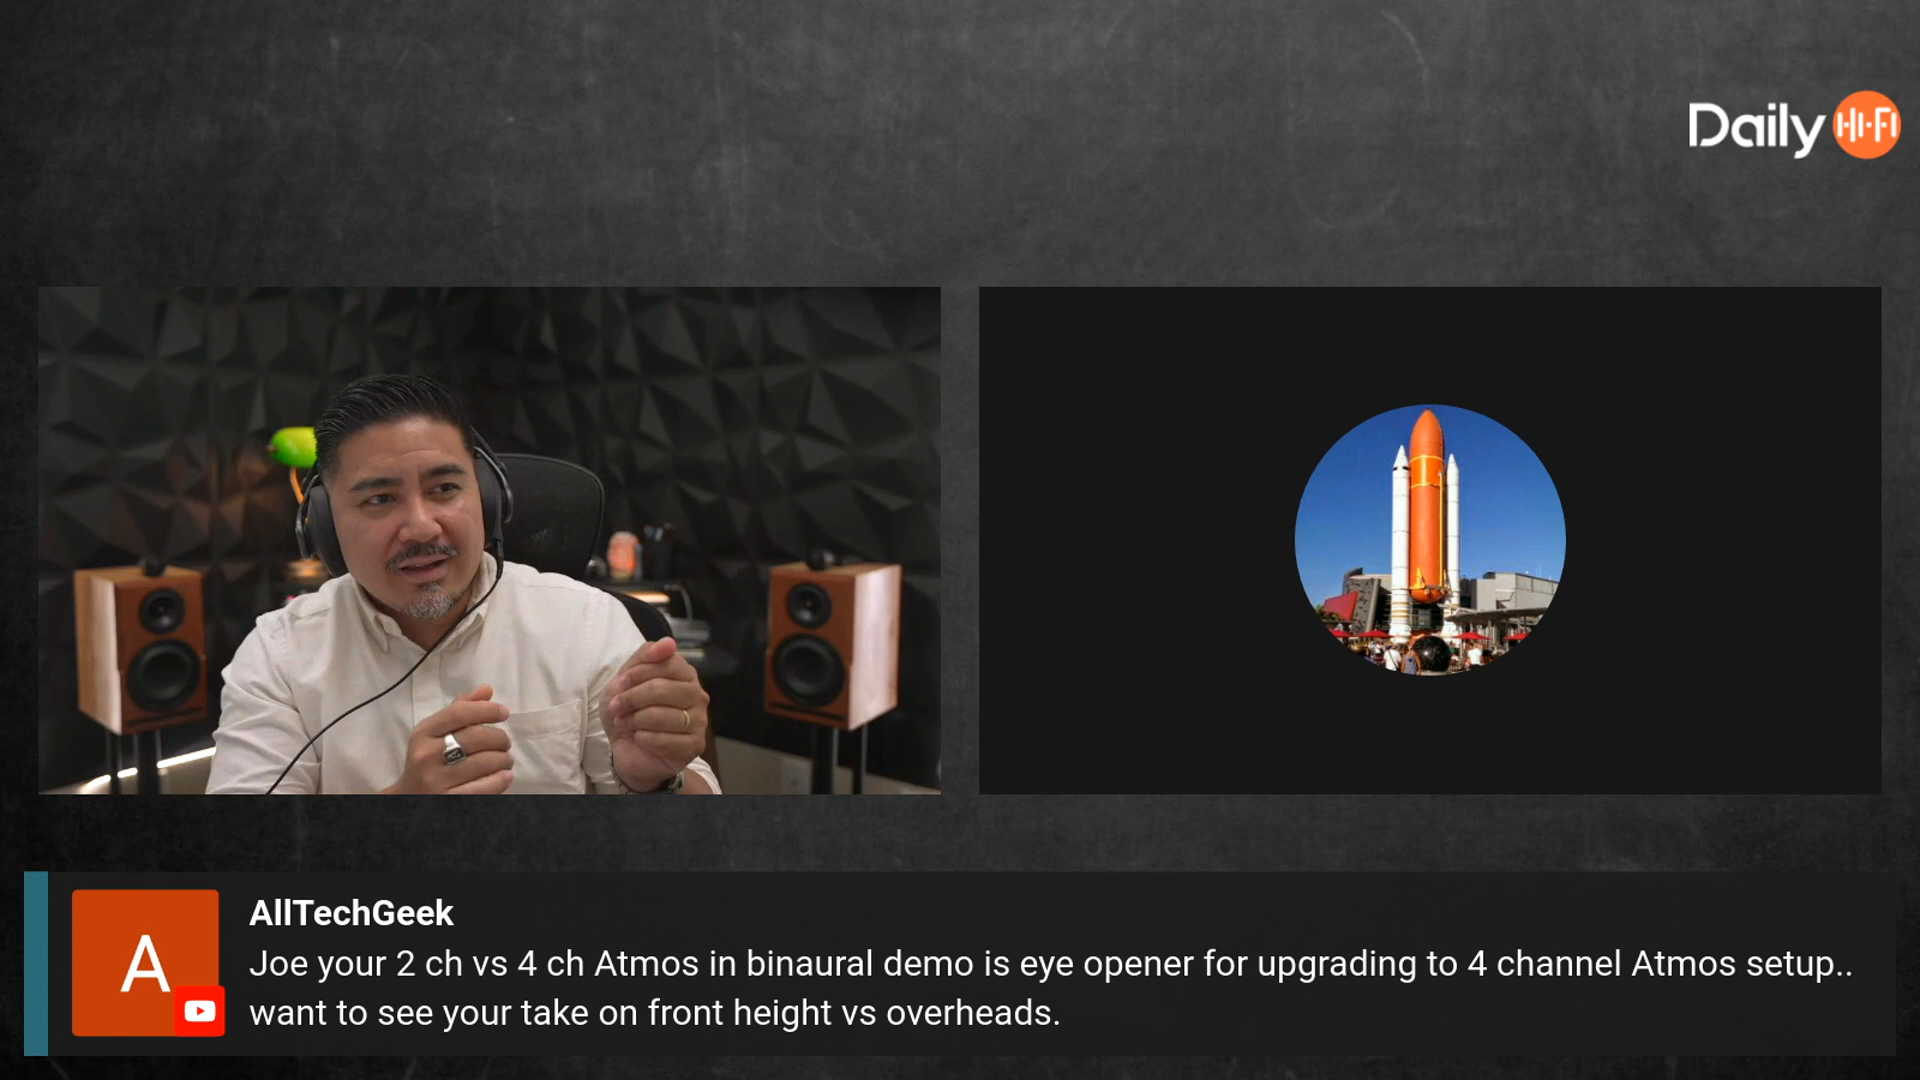 Daily HI-FI
A
AllTechGeek
Joe your 2 ch vs 4 ch Atmos in binaural demo is eye opener for upgrading to 4 channel Atmos setup..
want to see your take on front height vs overheads.